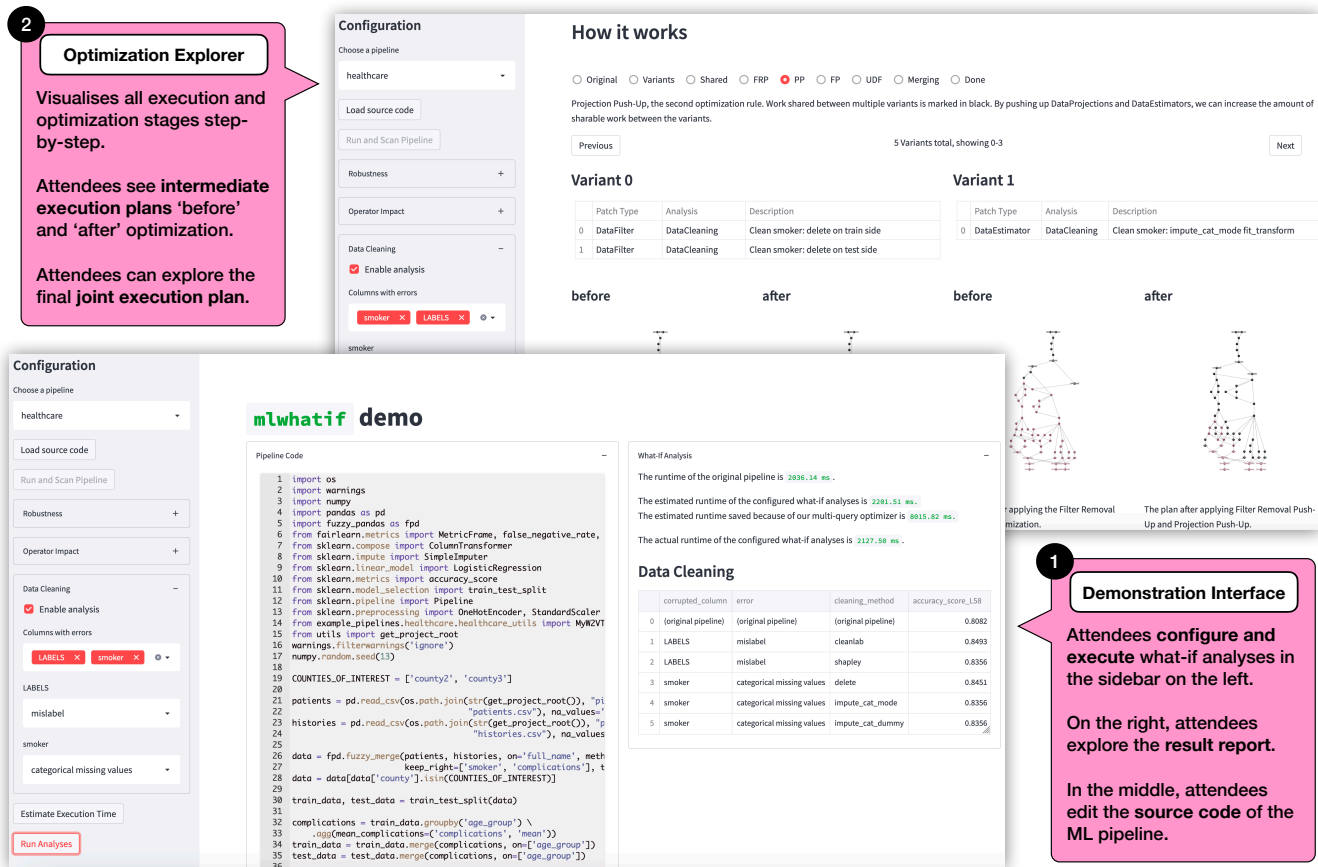 2
Optimization Explorer
Visualises all execution and
optimization stages step-
by-step.
Attendees see intermediate
execution plans ‘before’
and ‘after’ optimization.
Attendees can explore the
final joint execution plan.
Configuration
Choose a pipeline
healthcare
Load source code
Run and Scan Pipeline
Robustness +
Operator Impact +
Data Cleaning −
Enable analysis
Columns with errors
smoker × LABELS ×
smoker
How it works
Original Variants Shared FRP PP FP UDF Merging Done
Projection Push-Up, the second optimization rule. Work shared between multiple variants is marked in black. By pushing up DataProjections and DataEstimators, we can increase the amount of
sharable work between the variants.
Previous 5 Variants total, showing 0-3 Next
Variant 0
Patch Type Analysis Description
0 DataFilter DataCleaning Clean smoker: delete on train side
1 DataFilter DataCleaning Clean smoker: delete on test side
before after
Variant 1
Patch Type Analysis Description
0 DataEstimator DataCleaning Clean smoker: impute_cat_mode fit_transform
before after
applying the Filter Removal
mization.
The plan after applying Filter Removal Push-
Up and Projection Push-Up.
Configuration
Choose a pipeline
healthcare
Load source code
Run and Scan Pipeline
Robustness +
Operator Impact +
Data Cleaning −
Enable analysis
Columns with errors
LABELS × smoker ×
LABELS
mislabel
smoker
categorical missing values
Estimate Execution Time
Run Analyses
mlwhatif demo
Pipeline Code −
1 import os
2 import warnings
3 import numpy
4 import pandas as pd
5 import fuzzy_pandas as fpd
6 from fairlearn.metrics import MetricFrame, false_negative_rate,
7 from sklearn.compose import ColumnTransformer
8 from sklearn.impute import SimpleImputer
9 from sklearn.linear_model import LogisticRegression
10 from sklearn.metrics import accuracy_score
11 from sklearn.model_selection import train_test_split
12 from sklearn.pipeline import Pipeline
13 from sklearn.preprocessing import OneHotEncoder, StandardScaler
14 from example_pipelines.healthcare.healthcare_utils import MyW2VT
15 from utils import get_project_root
16 warnings.filterwarnings('ignore')
17 numpy.random.seed(13)
18
19 COUNTIES_OF_INTEREST = ['county2', 'county3']
20
21 patients = pd.read_csv(os.path.join(str(get_project_root()), "pi
22 "patients.csv"), na_values='
23 histories = pd.read_csv(os.path.join(str(get_project_root()), "p
24 "histories.csv"), na_values
25
26 data = fpd.fuzzy_merge(patients, histories, on='full_name', meth
27 keep_right=['smoker', 'complications'], t
28 data = data[data['county'].isin(COUNTIES_OF_INTEREST)]
29
30 train_data, test_data = train_test_split(data)
31
32 complications = train_data.groupby('age_group') \
33 .agg(mean_complications=('complications', 'mean'))
34 train_data = train_data.merge(complications, on=['age_group'])
35 test_data = test_data.merge(complications, on=['age_group'])
36
What-If Analysis −
The runtime of the original pipeline is 2036.14 ms.
The estimated runtime of the configured what-if analyses is 2201.51 ms.
The estimated runtime saved because of our multi-query optimizer is 8015.82 ms.
The actual runtime of the configured what-if analyses is 2127.50 ms.
Data Cleaning
corrupted_column error cleaning_method accuracy_score_L58
0 (original pipeline) (original pipeline) (original pipeline) 0.8082
1 LABELS mislabel cleanlab 0.8493
2 LABELS mislabel shapley 0.8356
3 smoker categorical missing values delete 0.8451
4 smoker categorical missing values impute_cat_mode 0.8356
5 smoker categorical missing values impute_cat_dummy 0.8356
1
Demonstration Interface
Attendees configure and
execute what-if analyses in
the sidebar on the left.
On the right, attendees
explore the result report.
In the middle, attendees
edit the source code of the
ML pipeline.